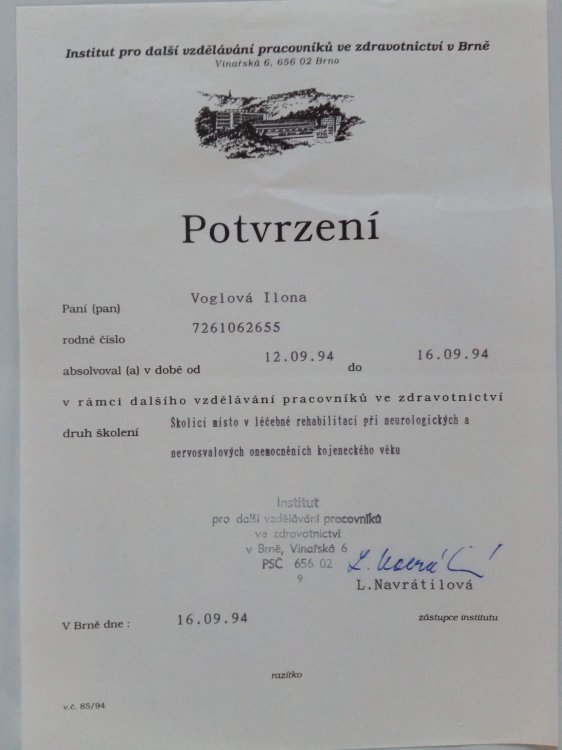 Institut pro další vzdělávání pracovníků ve zdravotnictví v Brně
Vinařská 6, 656 02 Brno
Potvrzení
Paní (pan) Voglová Ilona
rodné číslo 7261062655
absolvoval (a) v době od 12.09.94 do 16.09.94
v rámci dalšího vzdělávání pracovníků ve zdravotnictví
druh školení Školicí místo v léčebné rehabilitaci při neurologických a
nervosvalových onemocněních kojeneckého věku
Institut
pro další vzdělávání pracovníků
ve zdravotnictví
v Brně, Vinařská 6
PSČ 656 02
9
L. Navrátilová
L.Navrátilová
V Brně dne : 16.09.94 zástupce institutu
razítko
v.č. 85/94